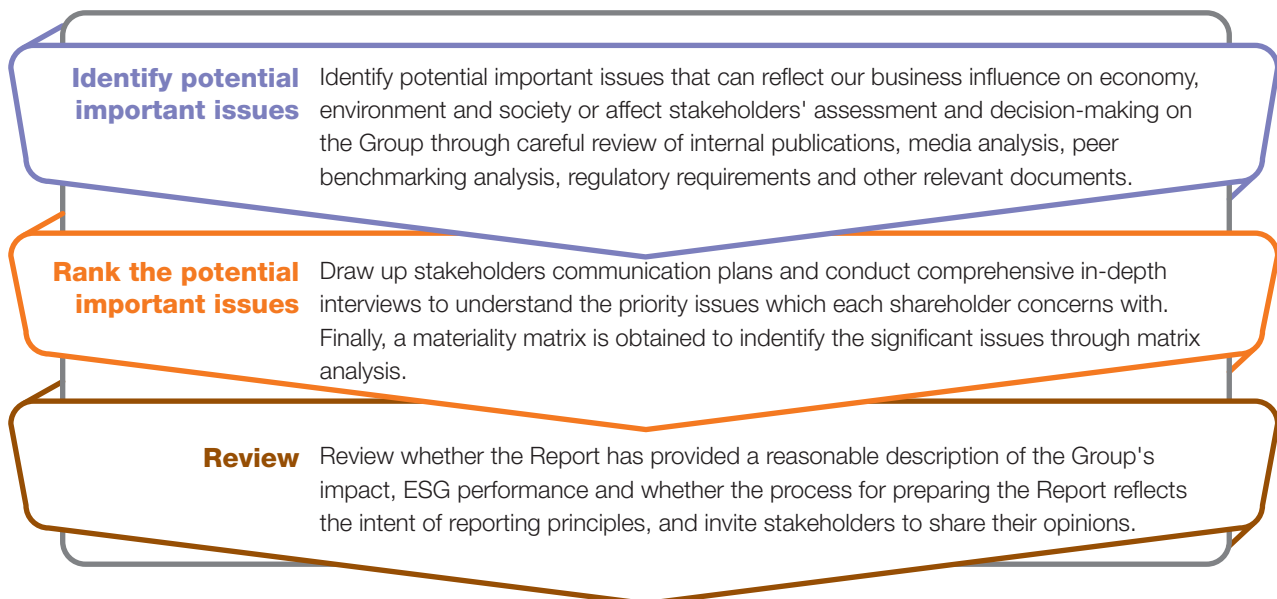 Identify potential
important issues
Identify potential important issues that can reflect our business influence on economy,
environment and society or affect stakeholders' assessment and decision-making on
the Group through careful review of internal publications, media analysis, peer
benchmarking analysis, regulatory requirements and other relevant documents.
Rank the potential
important issues
Draw up stakeholders communication plans and conduct comprehensive in-depth
interviews to understand the priority issues which each shareholder concerns with.
Finally, a materiality matrix is obtained to indentify the significant issues through matrix
analysis.
Review
Review whether the Report has provided a reasonable description of the Group's
impact, ESG performance and whether the process for preparing the Report reflects
the intent of reporting principles, and invite stakeholders to share their opinions.